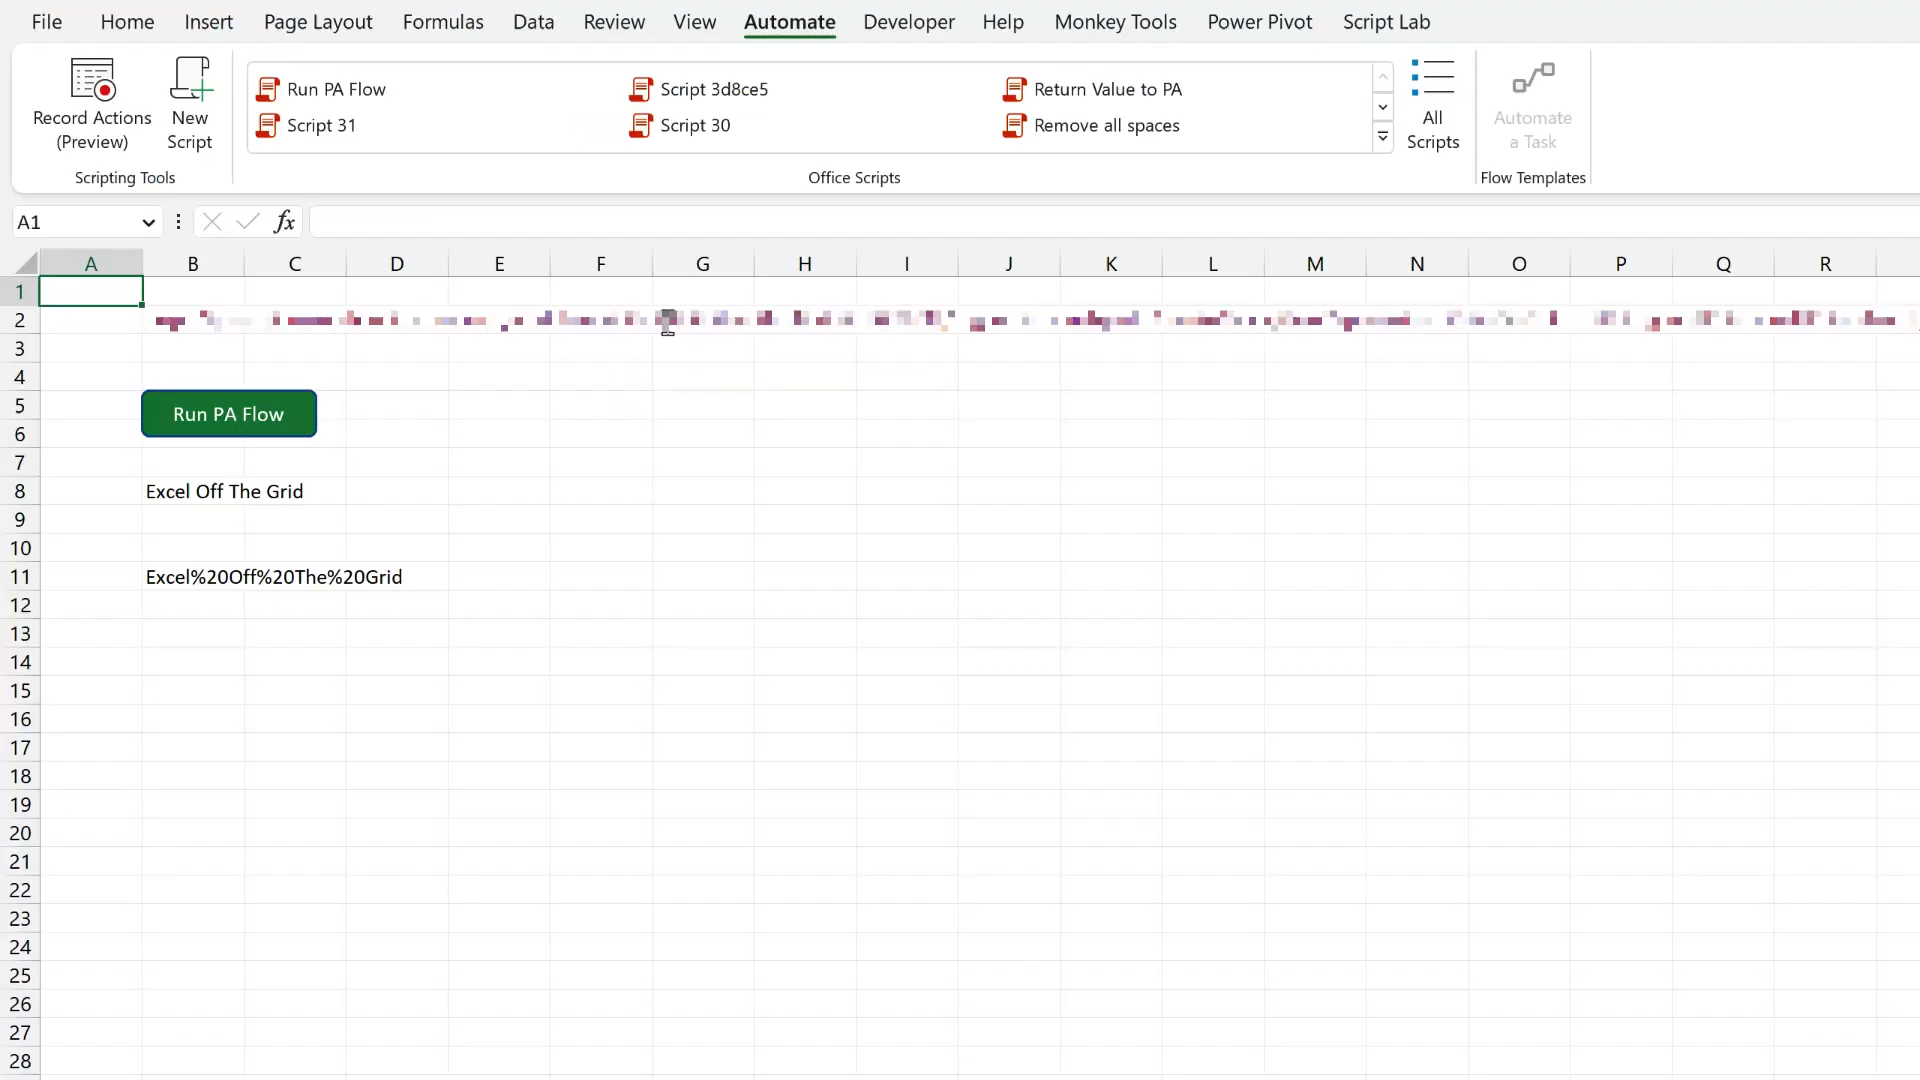 File Home Insert Page Layout Formulas Data Review View Automate Developer Help Monkey Tools Power Pivot Script Lab
Record Actions (Preview)
New Script
Run PA Flow
Script 3d8ce5
Return Value to PA
Script 31
Script 30
Remove all spaces
All Scripts
Automate a Task
Scripting Tools
Office Scripts
Flow Templates
A1
fx
A B C D E F G H I J K L M N O P Q R
1
2
3
4
5
Run PA Flow
6
7
8 Excel Off The Grid
9
10
11 Excel%20Off%20The%20Grid
12
13
14
15
16
17
18
19
20
21
22
23
24
25
26
27
28